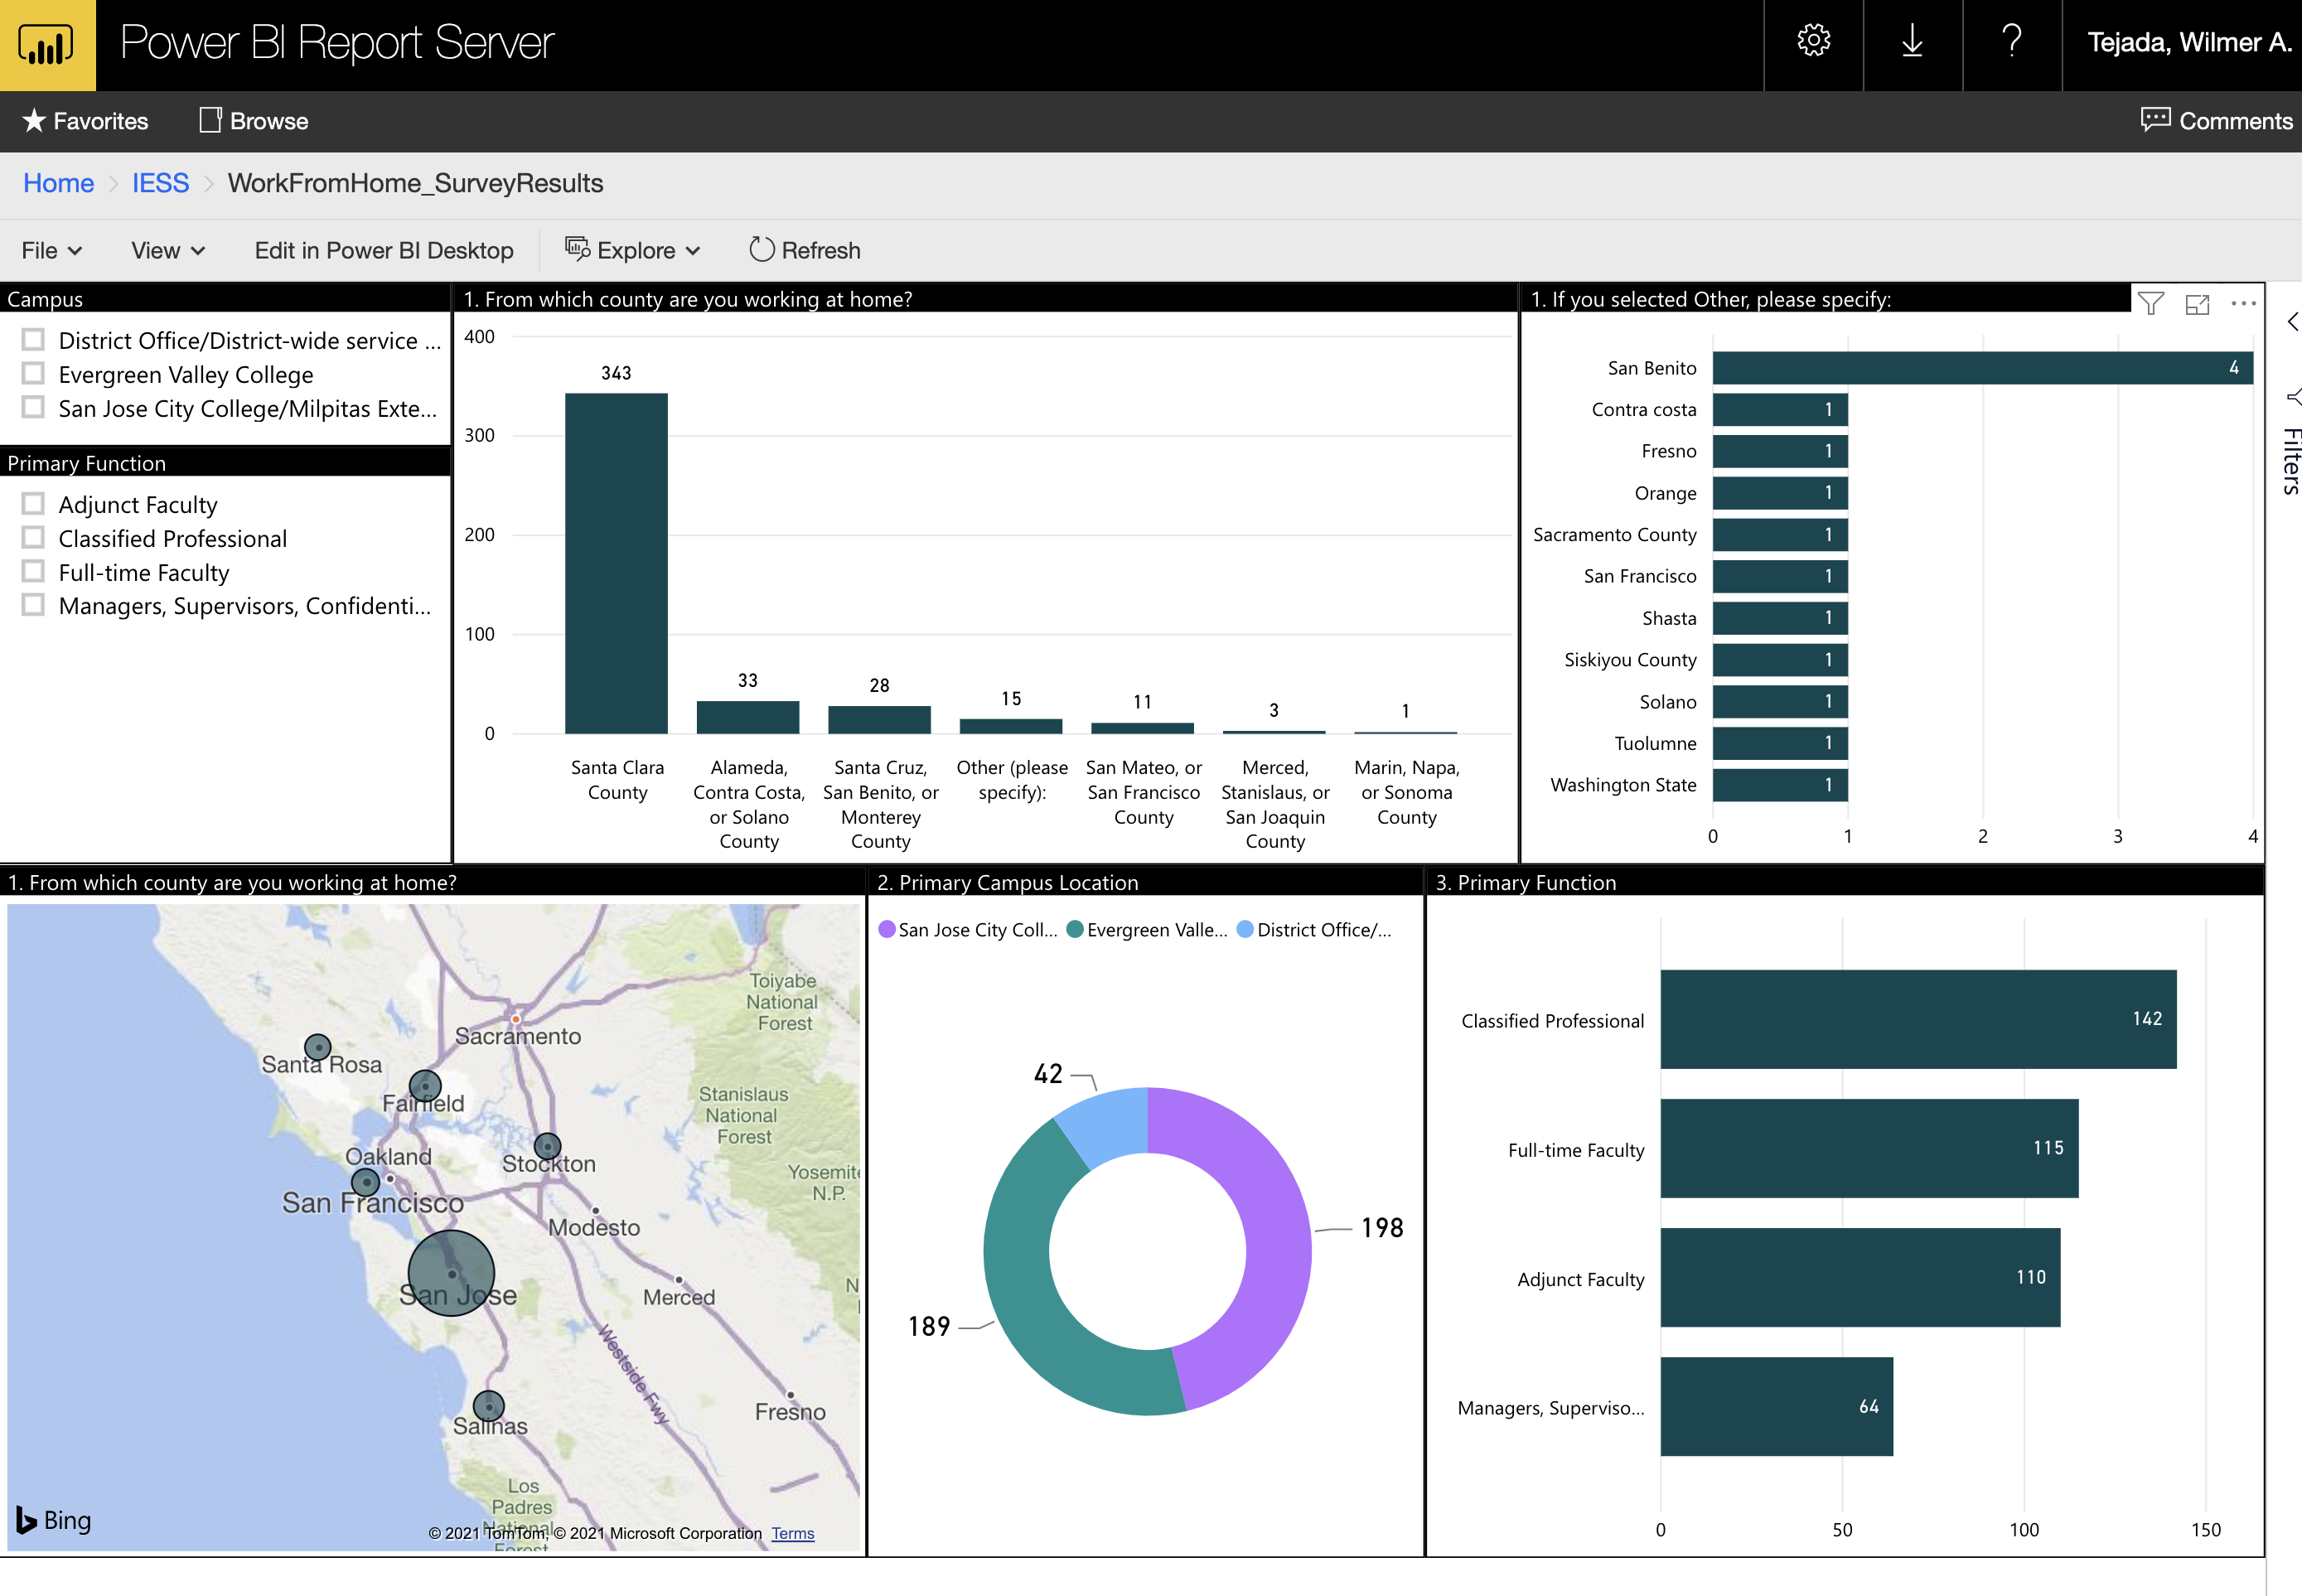 Power BI Report Server
Tejada, Wilmer A.
Favorites
Browse
Comments
Home
IESS
WorkFromHome_SurveyResults
File
View
Edit in Power BI Desktop
Explore
Refresh
Campus
District Office/District-wide service ...
Evergreen Valley College
San Jose City College/Milpitas Exte...
Primary Function
Adjunct Faculty
Classified Professional
Full-time Faculty
Managers, Supervisors, Confidenti...
1. From which county are you working at home?
400
300
200
100
0
343
33
28
15
11
3
1
Santa Clara
County
Alameda,
Contra Costa,
or Solano
County
Santa Cruz,
San Benito, or
Monterey
County
Other (please
specify):
San Mateo, or
San Francisco
County
Merced,
Stanislaus, or
San Joaquin
County
Marin, Napa,
or Sonoma
County
1. If you selected Other, please specify:
San Benito 4
Contra costa 1
Fresno 1
Orange 1
Sacramento County 1
San Francisco 1
Shasta 1
Siskiyou County 1
Solano 1
Tuolumne 1
Washington State 1
0 1 2 3 4
Filters
1. From which county are you working at home?
Toiyabe
National
Forest
Sacramento
Santa Rosa
Fairfield
Stanislaus
National
Forest
Oakland
Stockton
Yosemite
N.P.
San Francisco
Modesto
San Jose
Merced
N
Westside Fwy
Fresno
Salinas
Los
Padres
National
Forest
Bing
© 2021 TomTom, © 2021 Microsoft Corporation Terms
2. Primary Campus Location
San Jose City Coll... Evergreen Valle... District Office/...
42
198
189
3. Primary Function
Classified Professional 142
Full-time Faculty 115
Adjunct Faculty 110
Managers, Superviso... 64
0 50 100 150